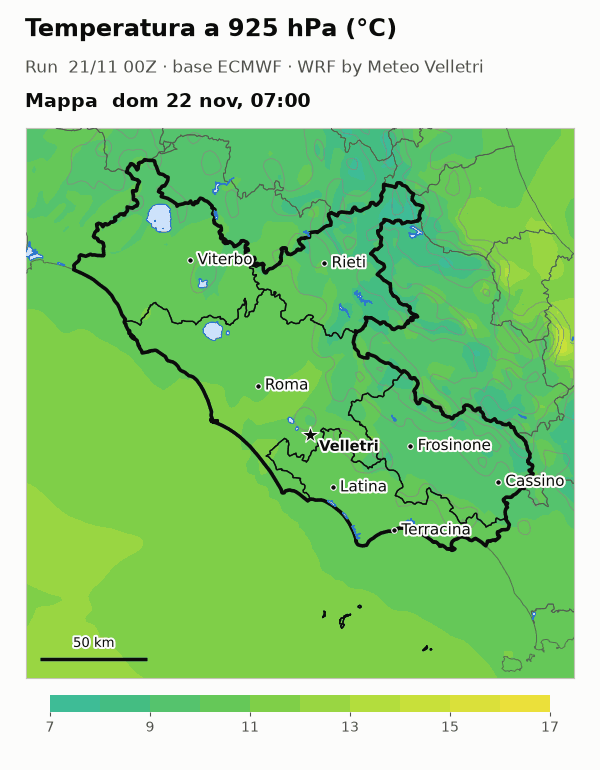 Temperatura a 925 hPa (°C)
Run  21/11 00Z · base ECMWF · WRF by Meteo Velletri
Mappa  dom 22 nov, 07:00
Viterbo
Rieti
Roma
Velletri
Frosinone
Cassino
Latina
Terracina
50 km
7 9 11 13 15 17